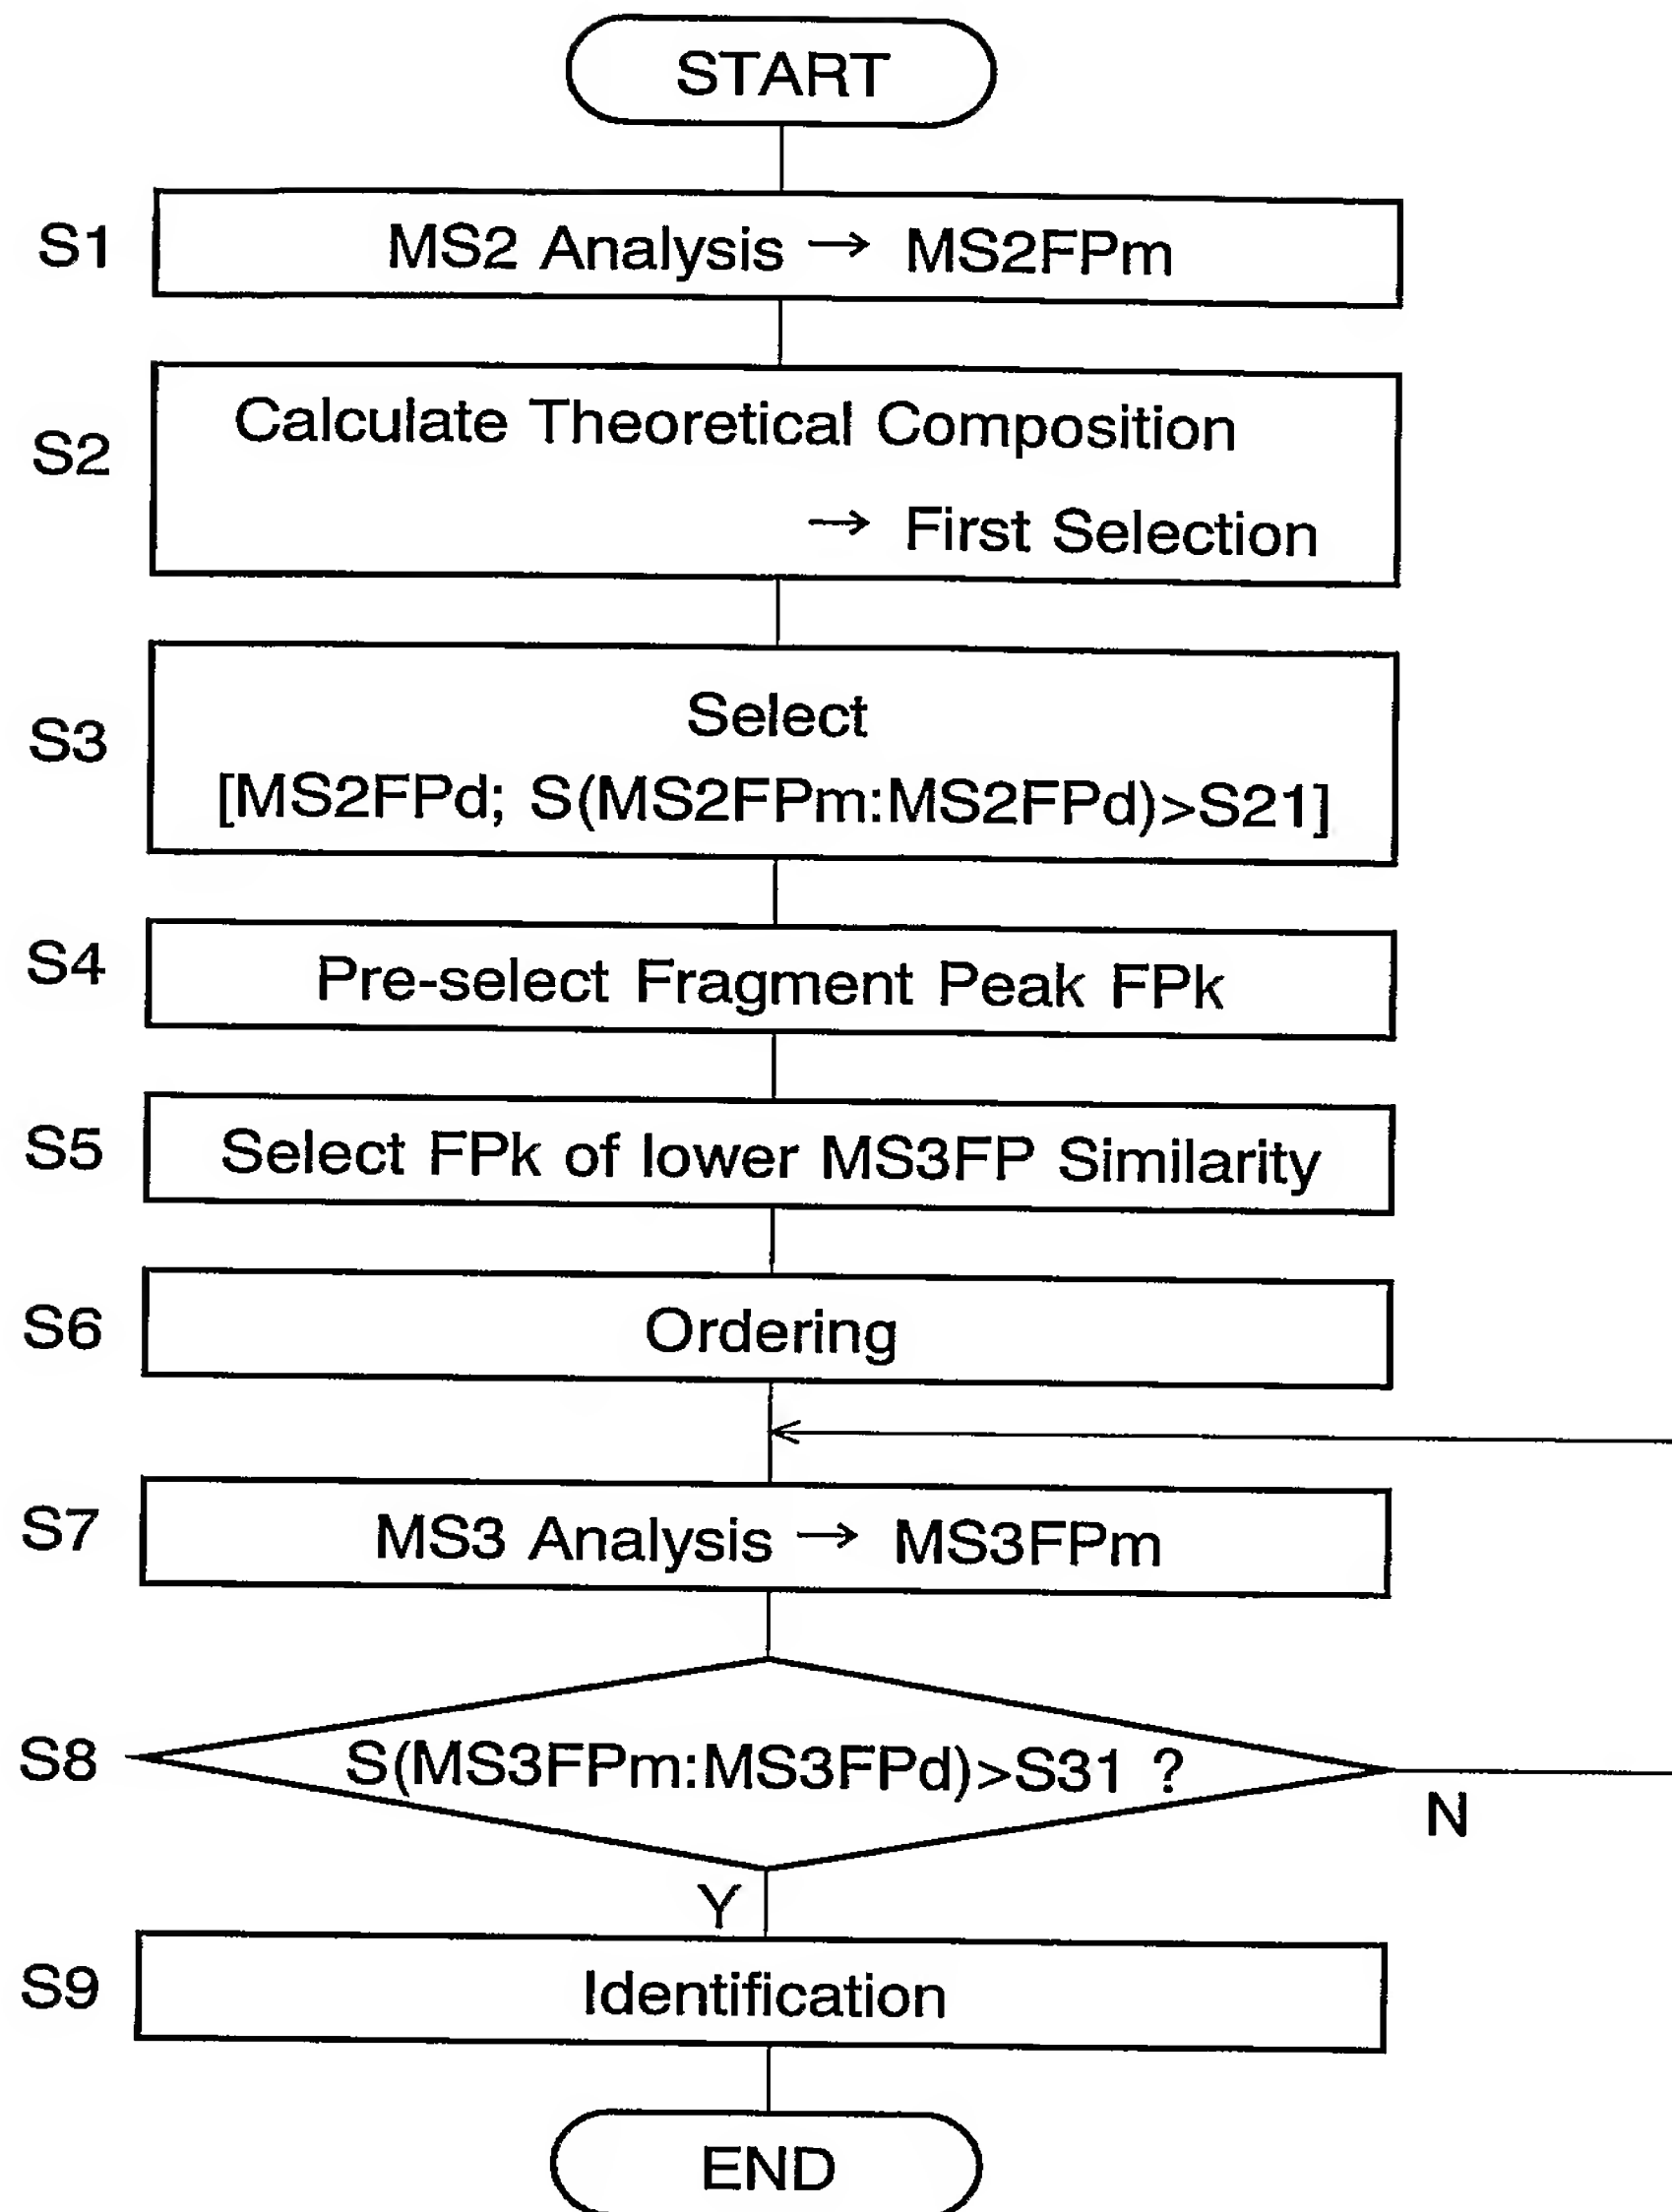 START
S1
MS2 Analysis → MS2FPm
S2
Calculate Theoretical Composition
→ First Selection
S3
Select
[MS2FPd; S(MS2FPm:MS2FPd)>S21]
S4
Pre-select Fragment Peak FPk
S5
Select FPk of lower MS3FP Similarity
S6
Ordering
S7
MS3 Analysis → MS3FPm
S8
S(MS3FPm:MS3FPd)>S31 ?
N
Y
S9
Identification
END